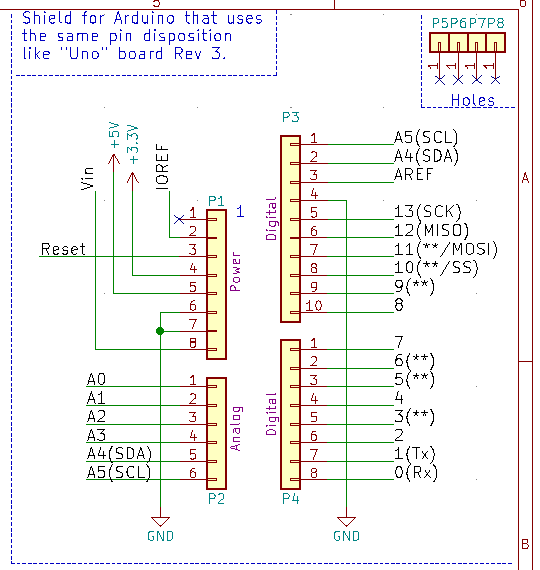 5
6
Shield for Arduino that uses
the same pin disposition
like "Uno" board Rev 3.
P5 P6 P7 P8
1 1 1 1
Holes
A
B
+5V
+3.3V
Vin
IOREF
Reset
P1
1
1
2
3
4
5
6
7
8
Power
A0
A1
A2
A3
A4(SDA)
A5(SCL)
1
2
3
4
5
6
Analog
P2
GND
P3
Digital
1 A5(SCL)
2 A4(SDA)
3 AREF
4
5 13(SCK)
6 12(MISO)
7 11(**/MOSI)
8 10(**/SS)
9 9(**)
10 8
Digital
1 7
2 6(**)
3 5(**)
4 4
5 3(**)
6 2
7 1(Tx)
8 0(Rx)
P4
GND